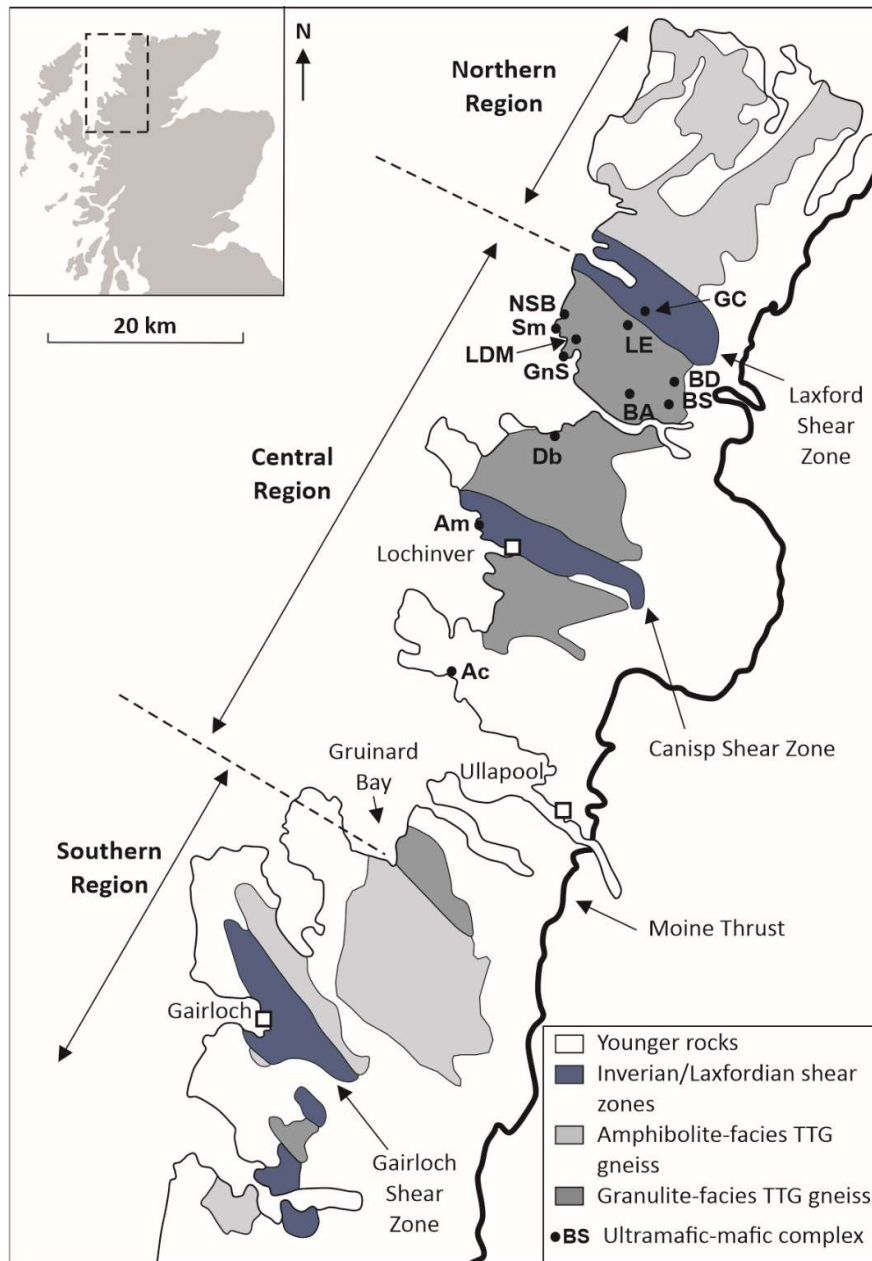 N
20 km
Northern
Region
NSB
Sm
LDM
GnS
GC
LE
BD
BS
BA
Laxford
Shear
Zone
Central
Region
Db
Am
Lochinver
Ac
Canisp Shear Zone
Gruinard
Bay
Ullapool
Southern
Region
Moine Thrust
Gairloch
Gairloch
Shear
Zone
Younger rocks
Inverian/Laxfordian shear
zones
Amphibolite-facies TTG
gneiss
Granulite-facies TTG gneiss
BS Ultramafic-mafic complex